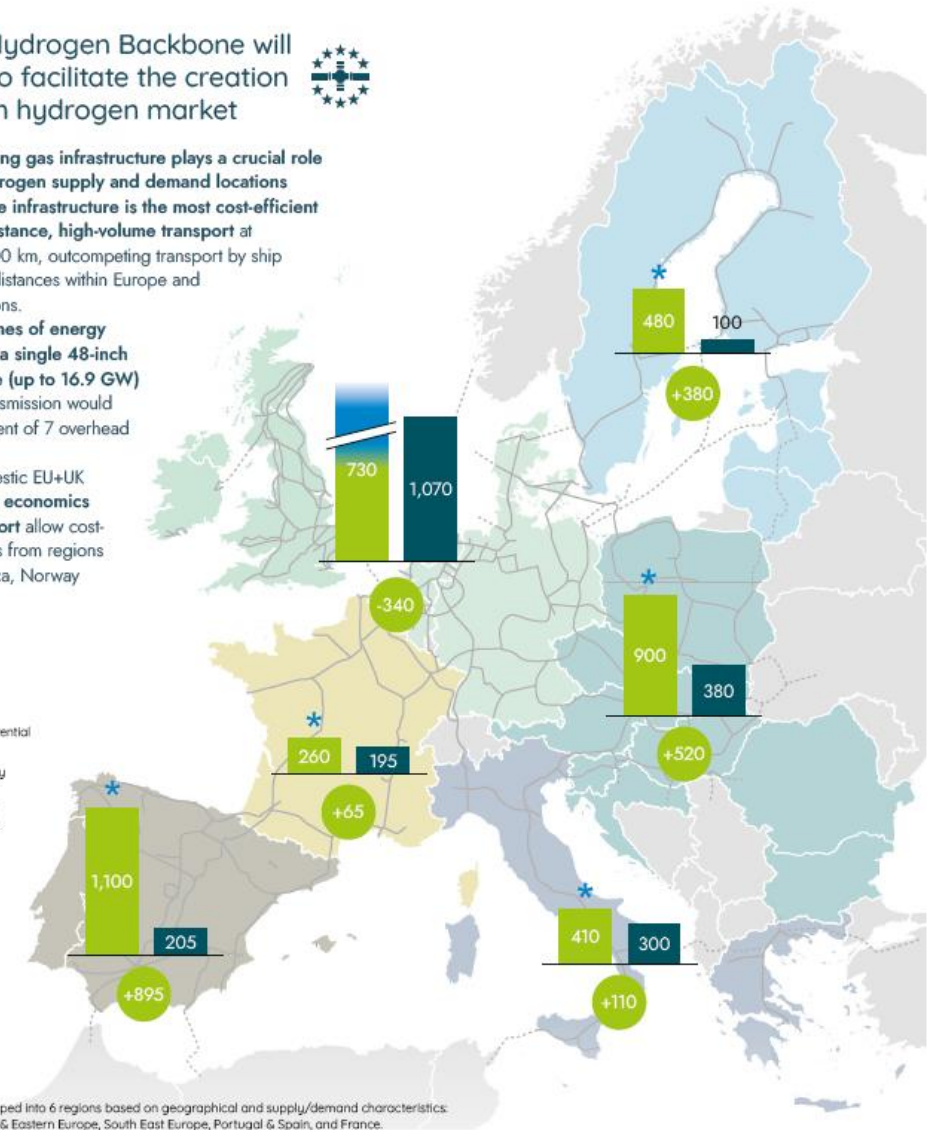 Hydrogen Backbone will
o facilitate the creation
n hydrogen market
ng gas infrastructure plays a crucial role
rogen supply and demand locations
e infrastructure is the most cost-efficient
stance, high-volume transport at
00 km, outcompeting transport by ship
distances within Europe and
ons.
nes of energy
a single 48-inch
e (up to 16.9 GW)
smission would
ent of 7 overhead
estic EU+UK
economics
ort allow cost-
s from regions
ca, Norway
ential
y
*
480
100
+380
730
1,070
-340
*
900
380
+520
*
260
195
+65
*
1,100
205
+895
*
410
300
+110
ped into 6 regions based on geographical and supply/demand characteristics:
& Eastern Europe, South East Europe, Portugal & Spain, and France.